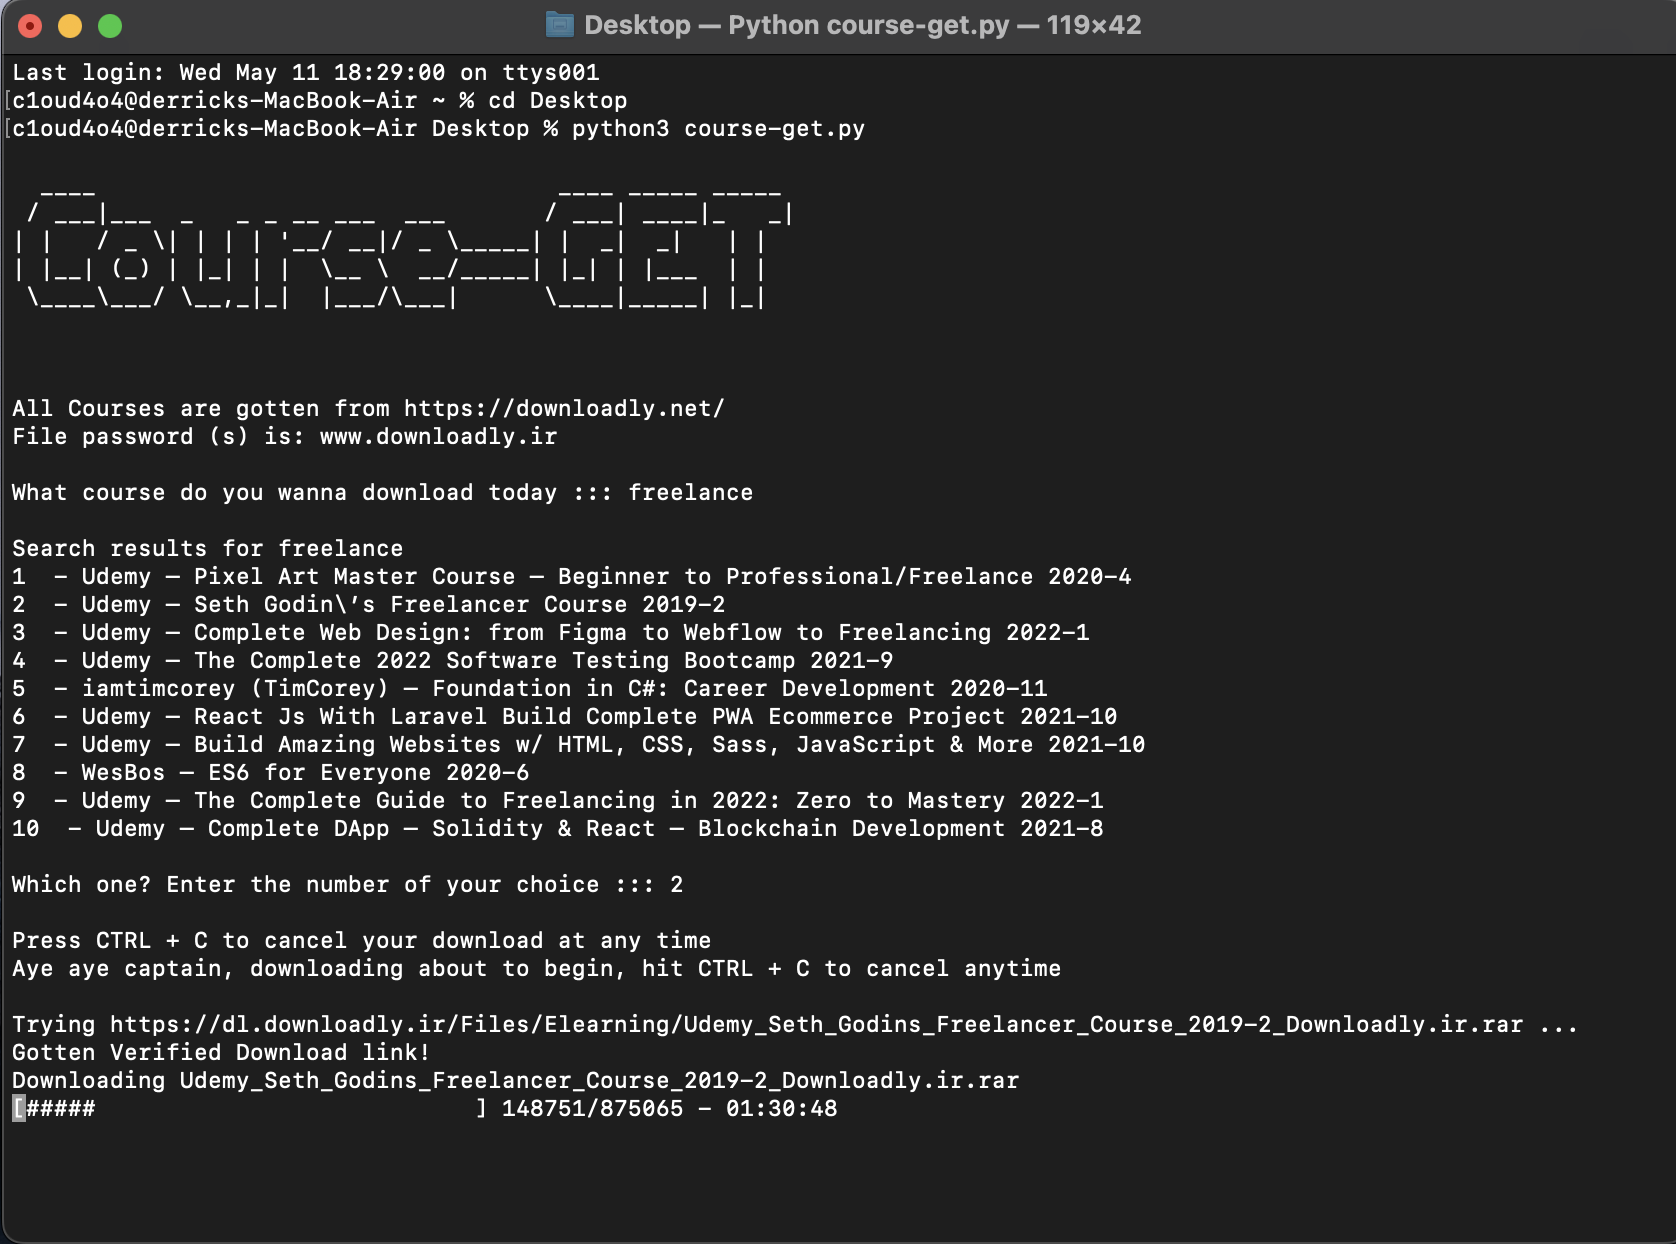 Desktop — Python course-get.py — 119×42
Last login: Wed May 11 18:29:00 on ttys001
[c1oud4o4@derricks-MacBook-Air ~ % cd Desktop
[c1oud4o4@derricks-MacBook-Air Desktop % python3 course-get.py
Course-GET
All Courses are gotten from https://downloadly.net/
File password (s) is: www.downloadly.ir
What course do you wanna download today ::: freelance
Search results for freelance
1  - Udemy – Pixel Art Master Course – Beginner to Professional/Freelance 2020-4
2  - Udemy – Seth Godin\’s Freelancer Course 2019-2
3  - Udemy – Complete Web Design: from Figma to Webflow to Freelancing 2022-1
4  - Udemy – The Complete 2022 Software Testing Bootcamp 2021-9
5  - iamtimcorey (TimCorey) – Foundation in C#: Career Development 2020-11
6  - Udemy – React Js With Laravel Build Complete PWA Ecommerce Project 2021-10
7  - Udemy – Build Amazing Websites w/ HTML, CSS, Sass, JavaScript & More 2021-10
8  - WesBos – ES6 for Everyone 2020-6
9  - Udemy – The Complete Guide to Freelancing in 2022: Zero to Mastery 2022-1
10  - Udemy – Complete DApp – Solidity & React – Blockchain Development 2021-8
Which one? Enter the number of your choice ::: 2
Press CTRL + C to cancel your download at any time
Aye aye captain, downloading about to begin, hit CTRL + C to cancel anytime
Trying https://dl.downloadly.ir/Files/Elearning/Udemy_Seth_Godins_Freelancer_Course_2019-2_Downloadly.ir.rar ...
Gotten Verified Download link!
Downloading Udemy_Seth_Godins_Freelancer_Course_2019-2_Downloadly.ir.rar
[#####                           ] 148751/875065 - 01:30:48